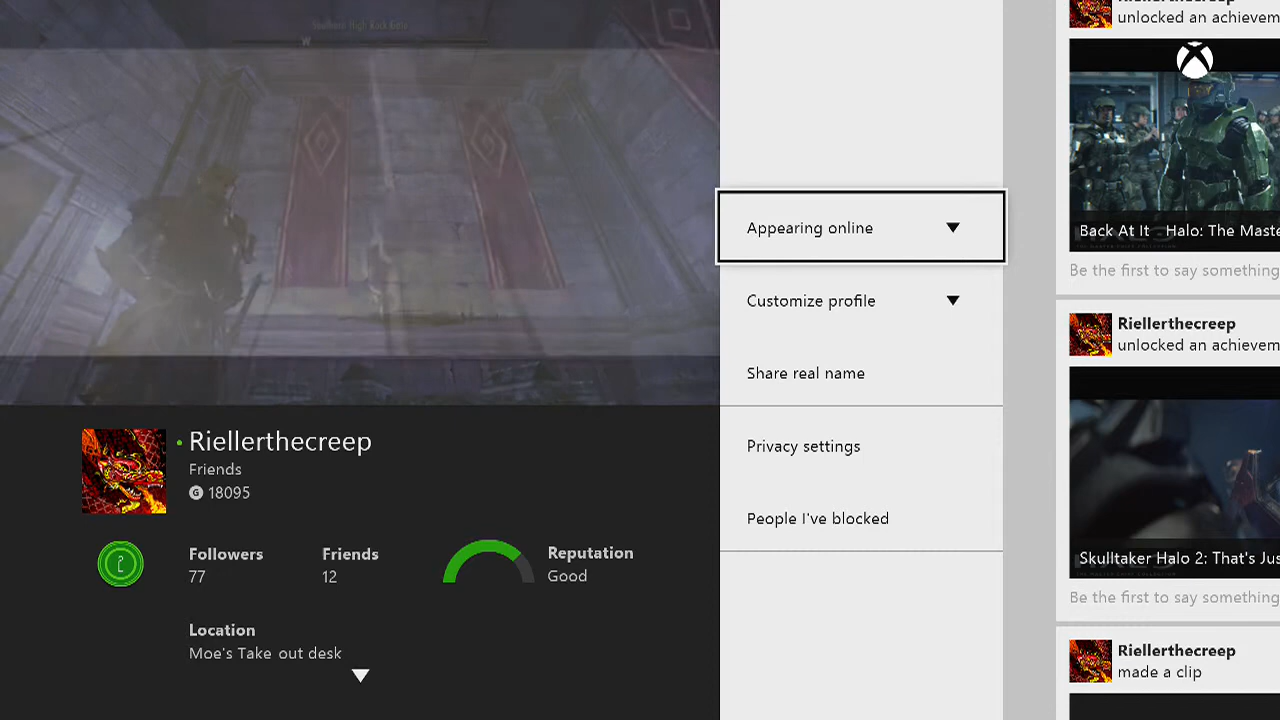 Appearing online
Customize profile
Share real name
Privacy settings
People I've blocked
Riellerthecreep
Friends
G 18095
2
Followers
77
Friends
12
Reputation
Good
Location
Moe's Take out desk
unlocked an achievem
Back At It - Halo: The Maste
Be the first to say something
Riellerthecreep
unlocked an achievem
Skulltaker Halo 2: That's Jus
Be the first to say something
Riellerthecreep
made a clip